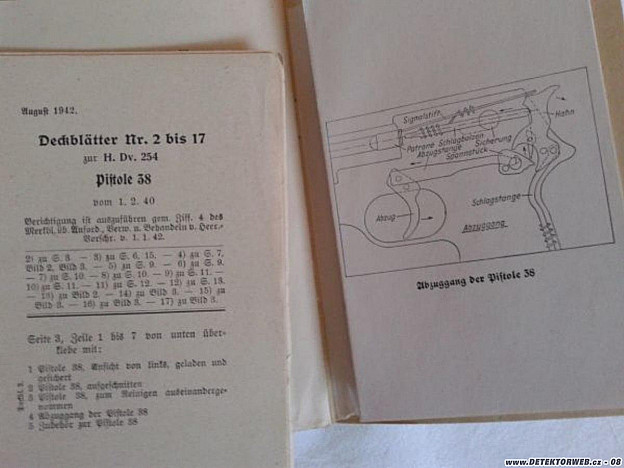 August 1942.
Deckblätter Nr. 2 bis 17
zur H. Dv. 254
Pistole 38
vom 1. 2. 40
Berichtigung ist auszuführen gem. Ziff. 4 des
Merkbl. üb. Anford., Verw. u. Behandeln v. Heer.-
Vorschr. v. 1. 1. 42.
2) zu S. 3. — 3) zu S. 6, 15. — 4) zu S. 7,
Bild 2, Bild 3. — 5) zu S. 9. — 6) zu S. 9.
— 7) zu S. 10. — 8) zu S. 10. — 9) zu S. 11. —
10) zu S. 11. — 11) zu S. 12. — 12) zu S. 13.
— 13) zu Bild 2. — 14) zu Bild 3. — 15) zu
Bild 3. — 16) zu Bild 3. — 17) zu Bild 3.
Seite 3, Zeile 1 bis 7 von unten über-
klebe mit:
1 Pistole 38, Ansicht von links, geladen und
gesichert
2 Pistole 38, aufgeschnitten
3 Pistole 38, zum Reinigen auseinanderge-
nommen
4 Abzuggang der Pistole 38
5 Zubehör zur Pistole 38
Signalstift
Hahn
Patrone Schlagbolzen Sicherung
Abzugstange Spannstück
Abzug
Schlagstange
Abzuggang
Abzuggang der Pistole 38
www.DETEKTORWEB.cz - 08